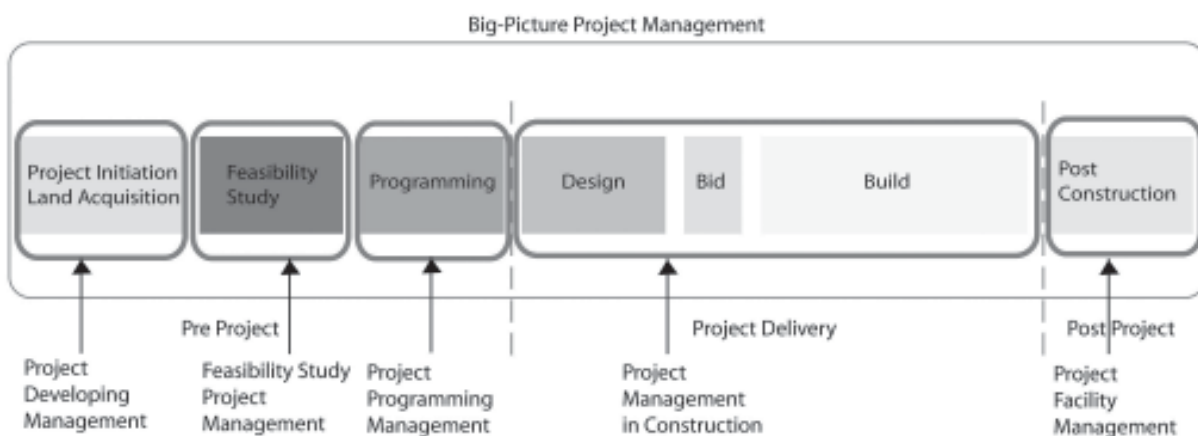 Big-Picture Project Management
Project Initiation
Land Acquisition
Feasibility
Study
Programming
Design
Bid
Build
Post
Construction
Pre Project
Project Delivery
Post Project
Project
Developing
Management
Feasibility Study
Project
Management
Project
Programming
Management
Project
Management
in Construction
Project
Facility
Management